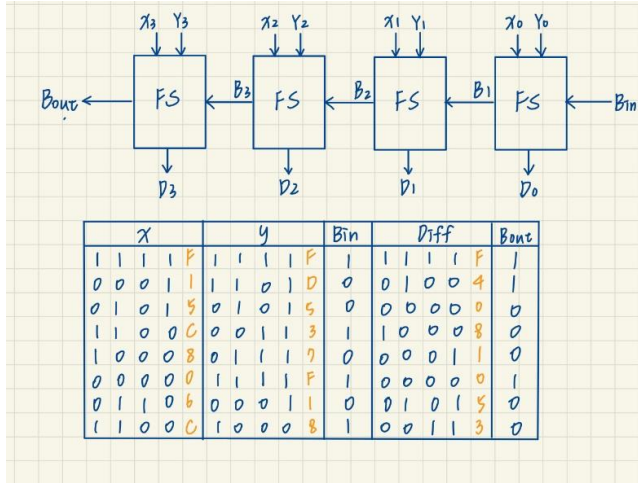 X3 Y3 X2 Y2 X1 Y1 X0 Y0
Bout FS B3 FS B2 FS B1 FS Bin
D3 D2 D1 D0
X Y Bin Diff Bout
1 1 1 1 F 1 1 1 1 F 1 1 1 1 1 F 1
0 0 0 1 1 1 1 0 1 D 0 0 1 0 0 4 1
0 1 0 1 5 0 1 0 1 5 0 0 0 0 0 0 0
1 1 0 0 C 0 0 1 1 3 1 1 0 0 0 8 0
1 0 0 0 8 0 1 1 1 7 0 0 0 0 1 1 0
0 0 0 0 0 1 1 1 1 F 1 0 0 0 0 0 1
0 1 1 0 6 0 0 0 1 1 0 0 1 0 1 5 0
1 1 0 0 C 1 0 0 0 8 1 0 0 1 1 3 0